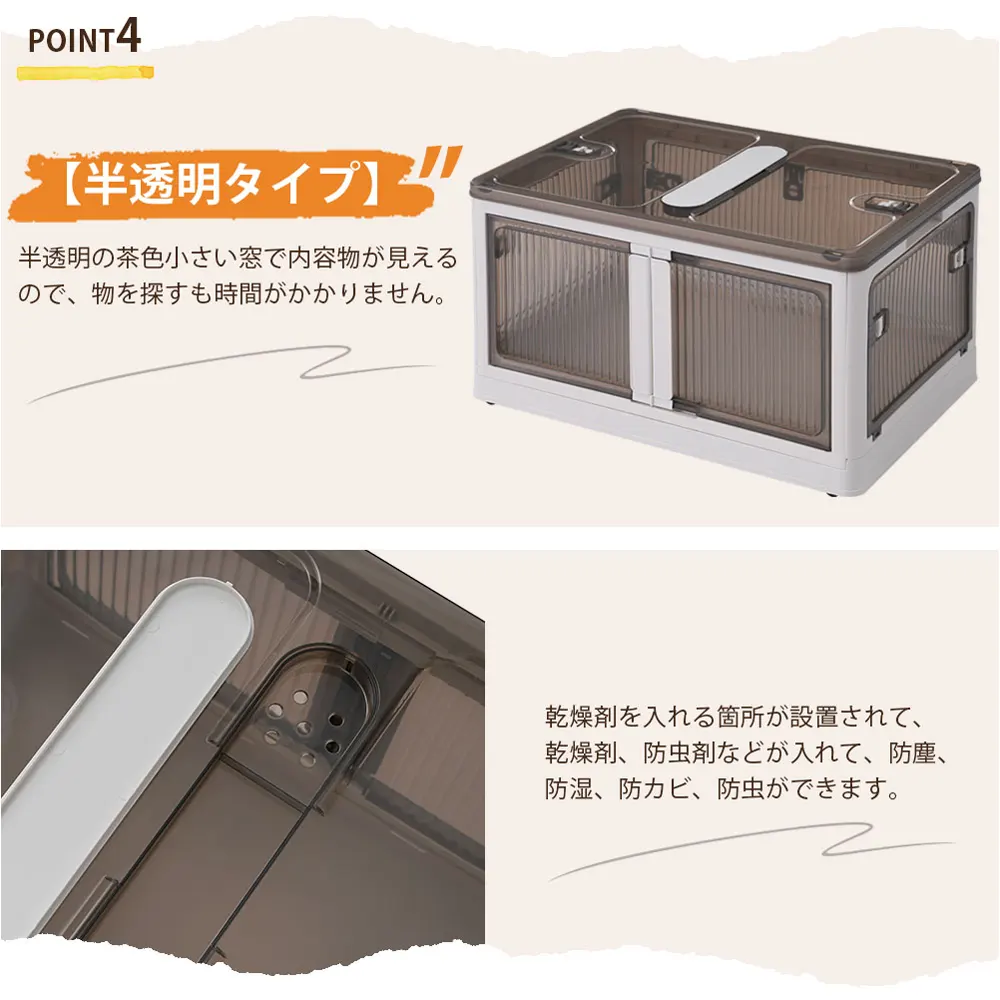 POINT4
【半透明タイプ】
半透明の茶色小さい窓で内容物が見える
ので、物を探すも時間がかかりません。
乾燥剤を入れる箇所が設置されて、
乾燥剤、防虫剤などが入れて、防塵、
防湿、防カビ、防虫ができます。